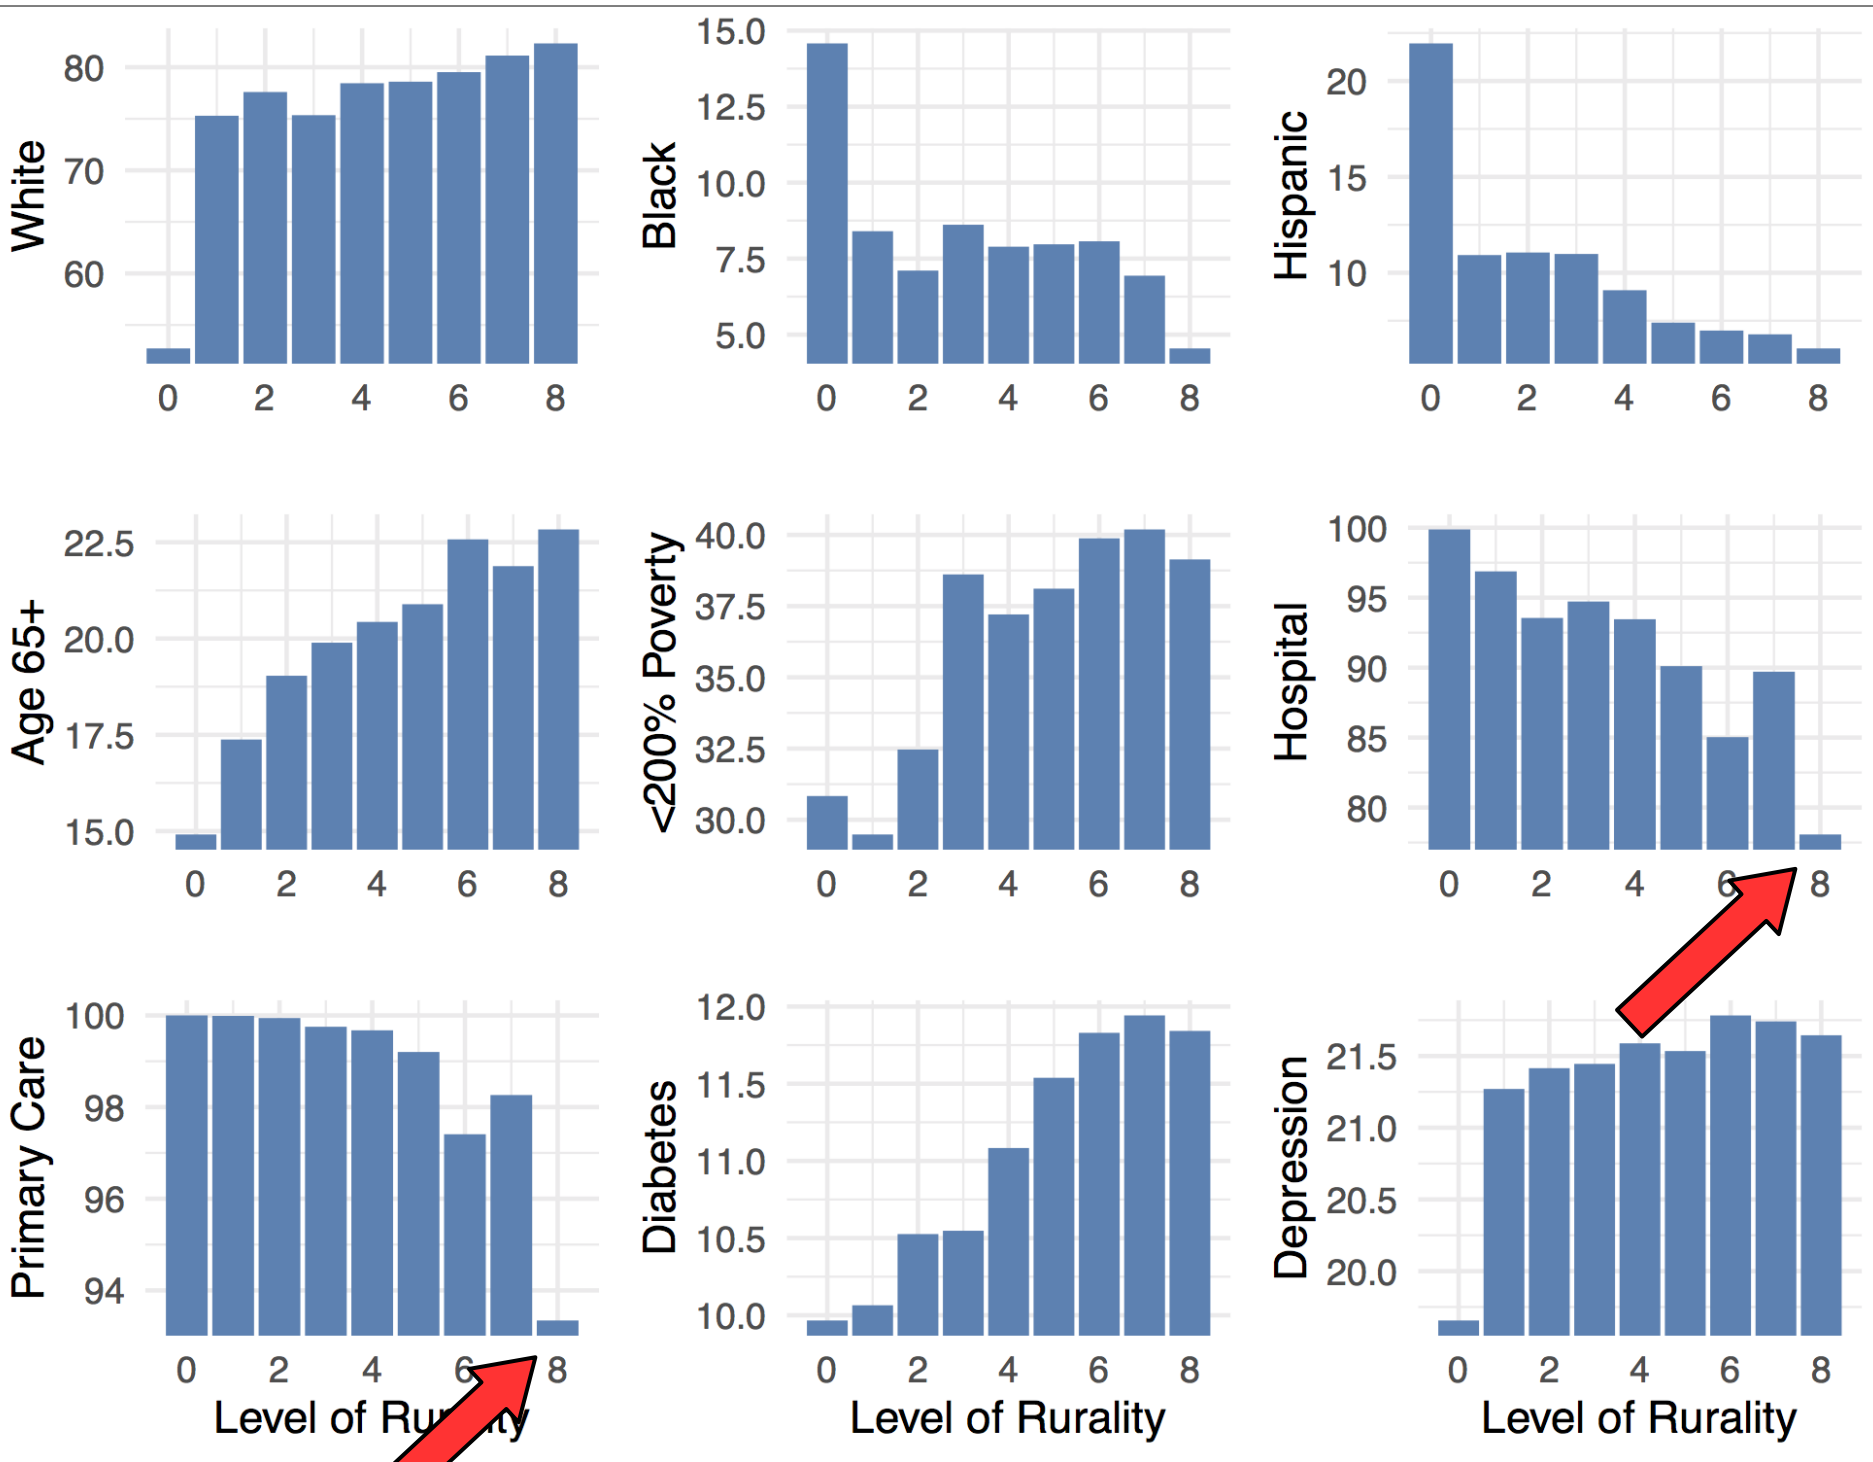 White
80
70
60
0 2 4 6 8
Black
15.0
12.5
10.0
7.5
5.0
0 2 4 6 8
Hispanic
20
15
10
0 2 4 6 8
Age 65+
22.5
20.0
17.5
15.0
0 2 4 6 8
<200% Poverty
40.0
37.5
35.0
32.5
30.0
0 2 4 6 8
Hospital
100
95
90
85
80
0 2 4 6 8
Primary Care
100
98
96
94
0 2 4 6 8
Level of Rurality
Diabetes
12.0
11.5
11.0
10.5
10.0
0 2 4 6 8
Level of Rurality
Depression
21.5
21.0
20.5
20.0
0 2 4 6 8
Level of Rurality